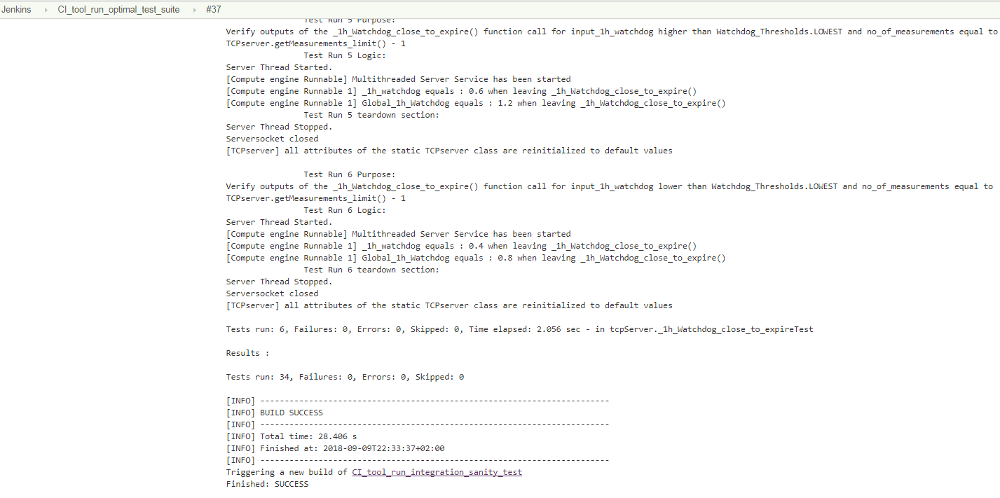 Jenkins CI_tool_run_optimal_test_suite #37
Test Run 5 Purpose:
Verify outputs of the _1h_Watchdog_close_to_expire() function call for input_1h_watchdog higher than Watchdog_Thresholds.LOWEST and no_of_measurements equal to
TCPserver.getMeasurements_limit() - 1
Test Run 5 Logic:
Server Thread Started.
[Compute engine Runnable] Multithreaded Server Service has been started
[Compute engine Runnable 1] _1h_watchdog equals : 0.6 when leaving _1h_Watchdog_close_to_expire()
[Compute engine Runnable 1] Global_1h_Watchdog equals : 1.2 when leaving _1h_Watchdog_close_to_expire()
Test Run 5 teardown section:
Server Thread Stopped.
Serversocket closed
[TCPserver] all attributes of the static TCPserver class are reinitialized to default values
Test Run 6 Purpose:
Verify outputs of the _1h_Watchdog_close_to_expire() function call for input_1h_watchdog lower than Watchdog_Thresholds.LOWEST and no_of_measurements equal to
TCPserver.getMeasurements_limit() - 1
Test Run 6 Logic:
Server Thread Started.
[Compute engine Runnable] Multithreaded Server Service has been started
[Compute engine Runnable 1] _1h_watchdog equals : 0.4 when leaving _1h_Watchdog_close_to_expire()
[Compute engine Runnable 1] Global_1h_Watchdog equals : 0.8 when leaving _1h_Watchdog_close_to_expire()
Test Run 6 teardown section:
Server Thread Stopped.
Serversocket closed
[TCPserver] all attributes of the static TCPserver class are reinitialized to default values
Tests run: 6, Failures: 0, Errors: 0, Skipped: 0, Time elapsed: 2.056 sec - in tcpServer._1h_Watchdog_close_to_expireTest
Results :
Tests run: 34, Failures: 0, Errors: 0, Skipped: 0
[INFO] ------------------------------------------------------------------------
[INFO] BUILD SUCCESS
[INFO] ------------------------------------------------------------------------
[INFO] Total time: 28.406 s
[INFO] Finished at: 2018-09-09T22:33:37+02:00
[INFO] ------------------------------------------------------------------------
Triggering a new build of CI_tool_run_integration_sanity_test
Finished: SUCCESS